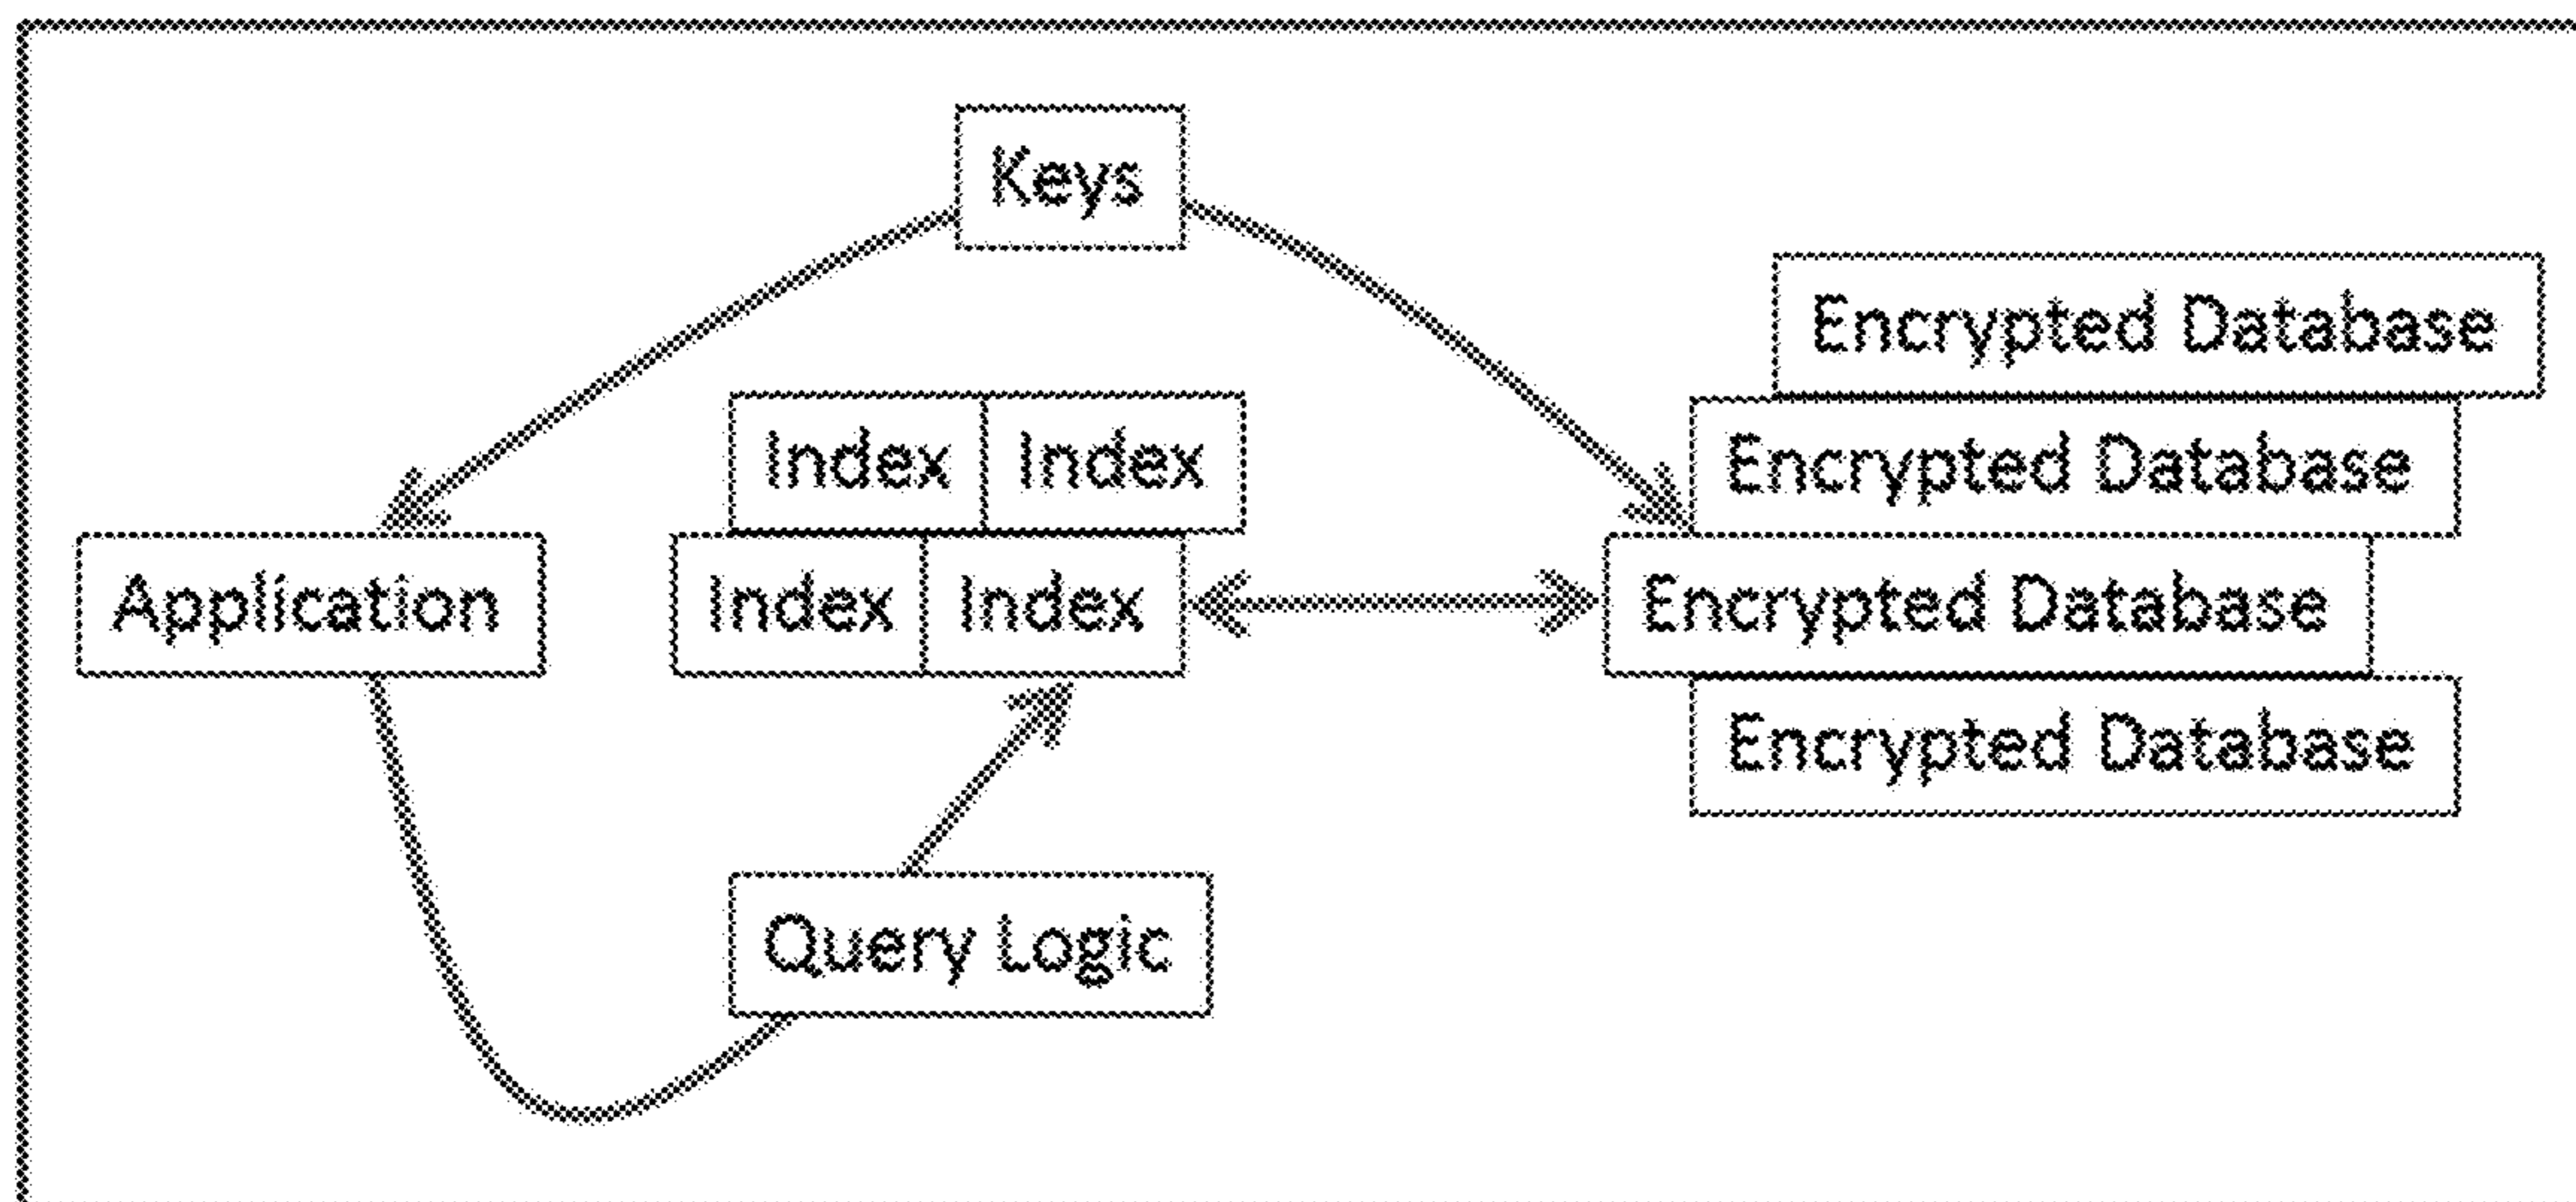 Keys
Encrypted Database
Index Index
Encrypted Database
Application
Index Index
Encrypted Database
Encrypted Database
Query Logic